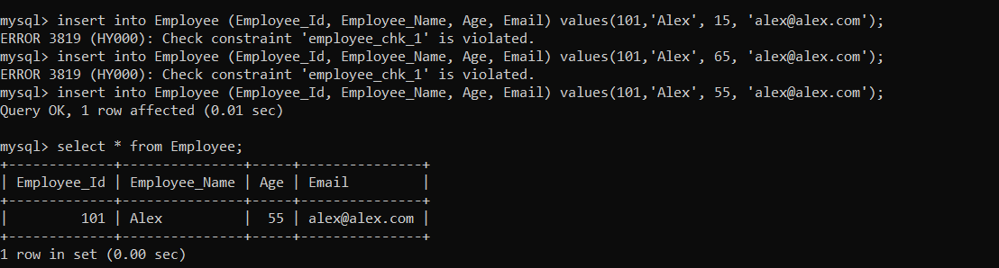 mysql> insert into Employee (Employee_Id, Employee_Name, Age, Email) values(101,'Alex', 15, 'alex@alex.com');
ERROR 3819 (HY000): Check constraint 'employee_chk_1' is violated.
mysql> insert into Employee (Employee_Id, Employee_Name, Age, Email) values(101,'Alex', 65, 'alex@alex.com');
ERROR 3819 (HY000): Check constraint 'employee_chk_1' is violated.
mysql> insert into Employee (Employee_Id, Employee_Name, Age, Email) values(101,'Alex', 55, 'alex@alex.com');
Query OK, 1 row affected (0.01 sec)

mysql> select * from Employee;
+-------------+---------------+-----+---------------+
| Employee_Id | Employee_Name | Age | Email         |
+-------------+---------------+-----+---------------+
|         101 | Alex          |  55 | alex@alex.com |
+-------------+---------------+-----+---------------+
1 row in set (0.00 sec)